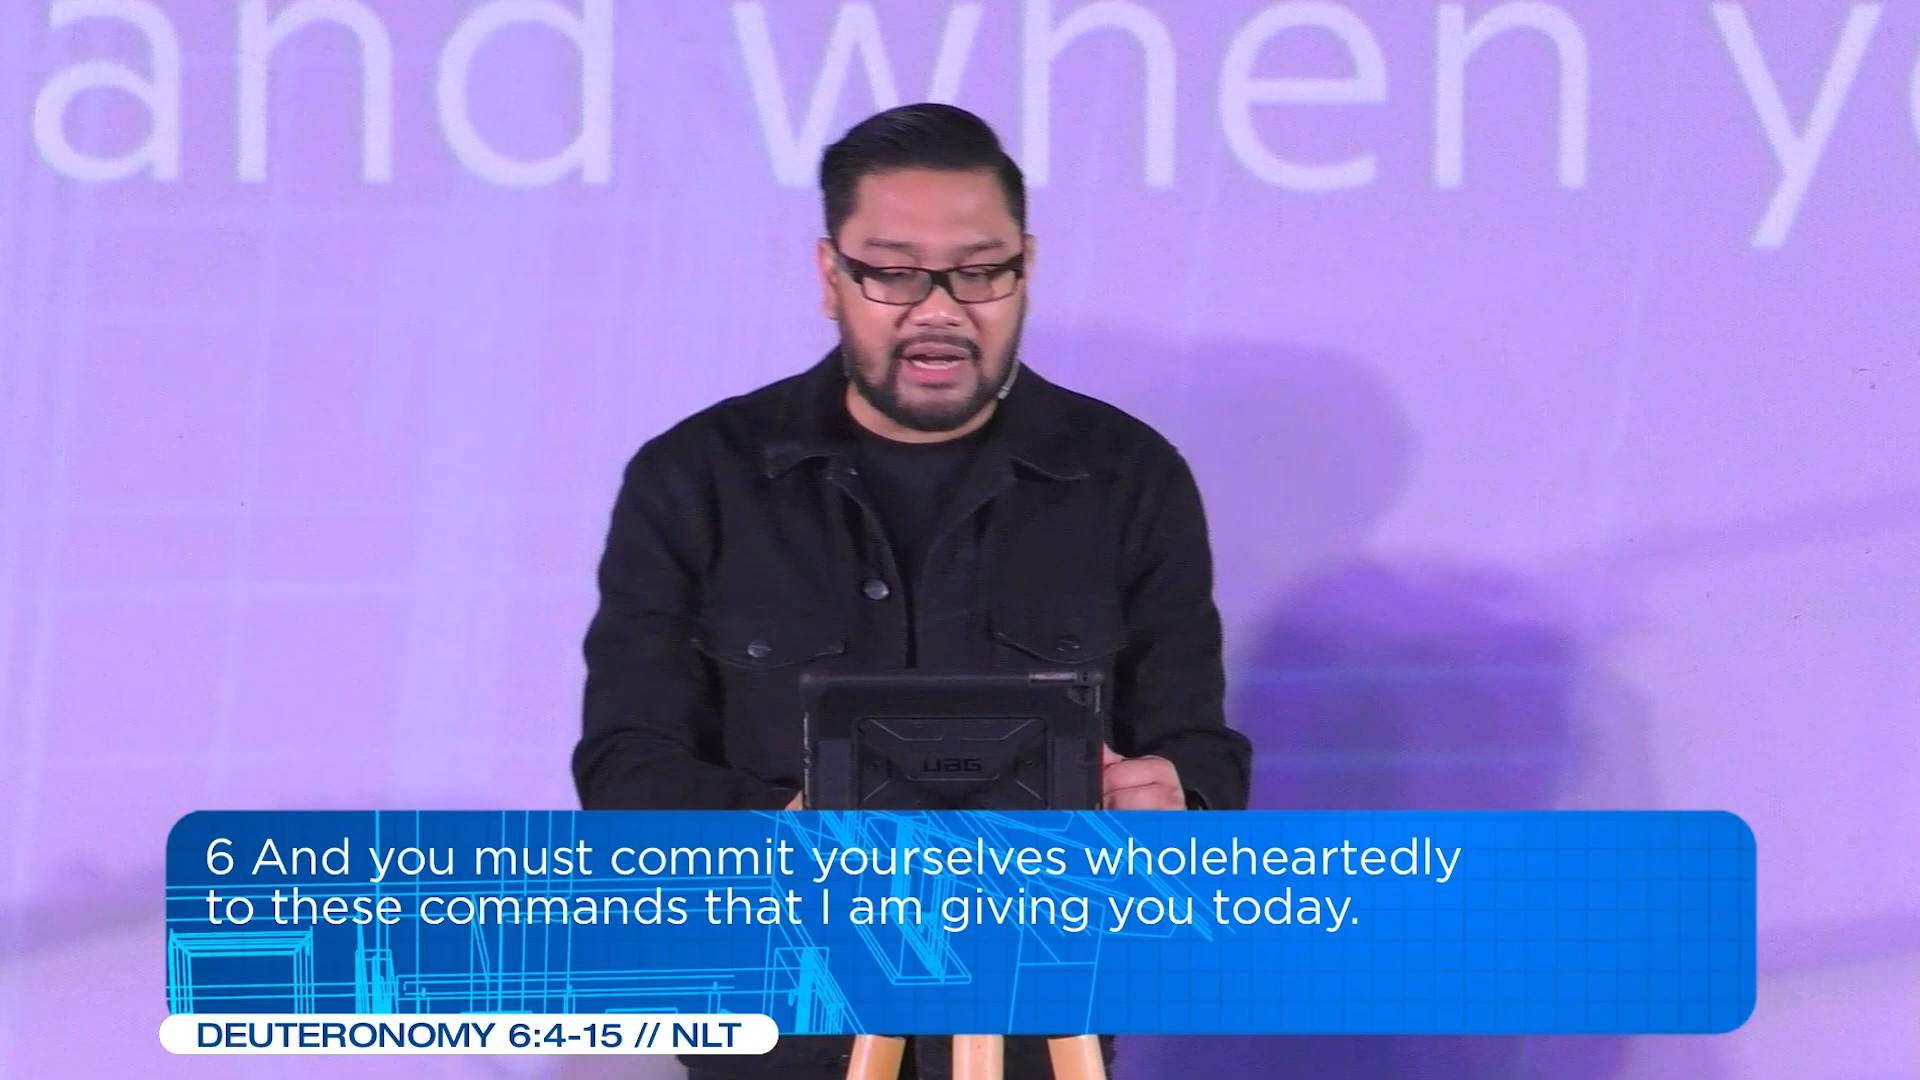 and when y
UAG
6 And you must commit yourselves wholeheartedly
to these commands that I am giving you today.
DEUTERONOMY 6:4-15 // NLT